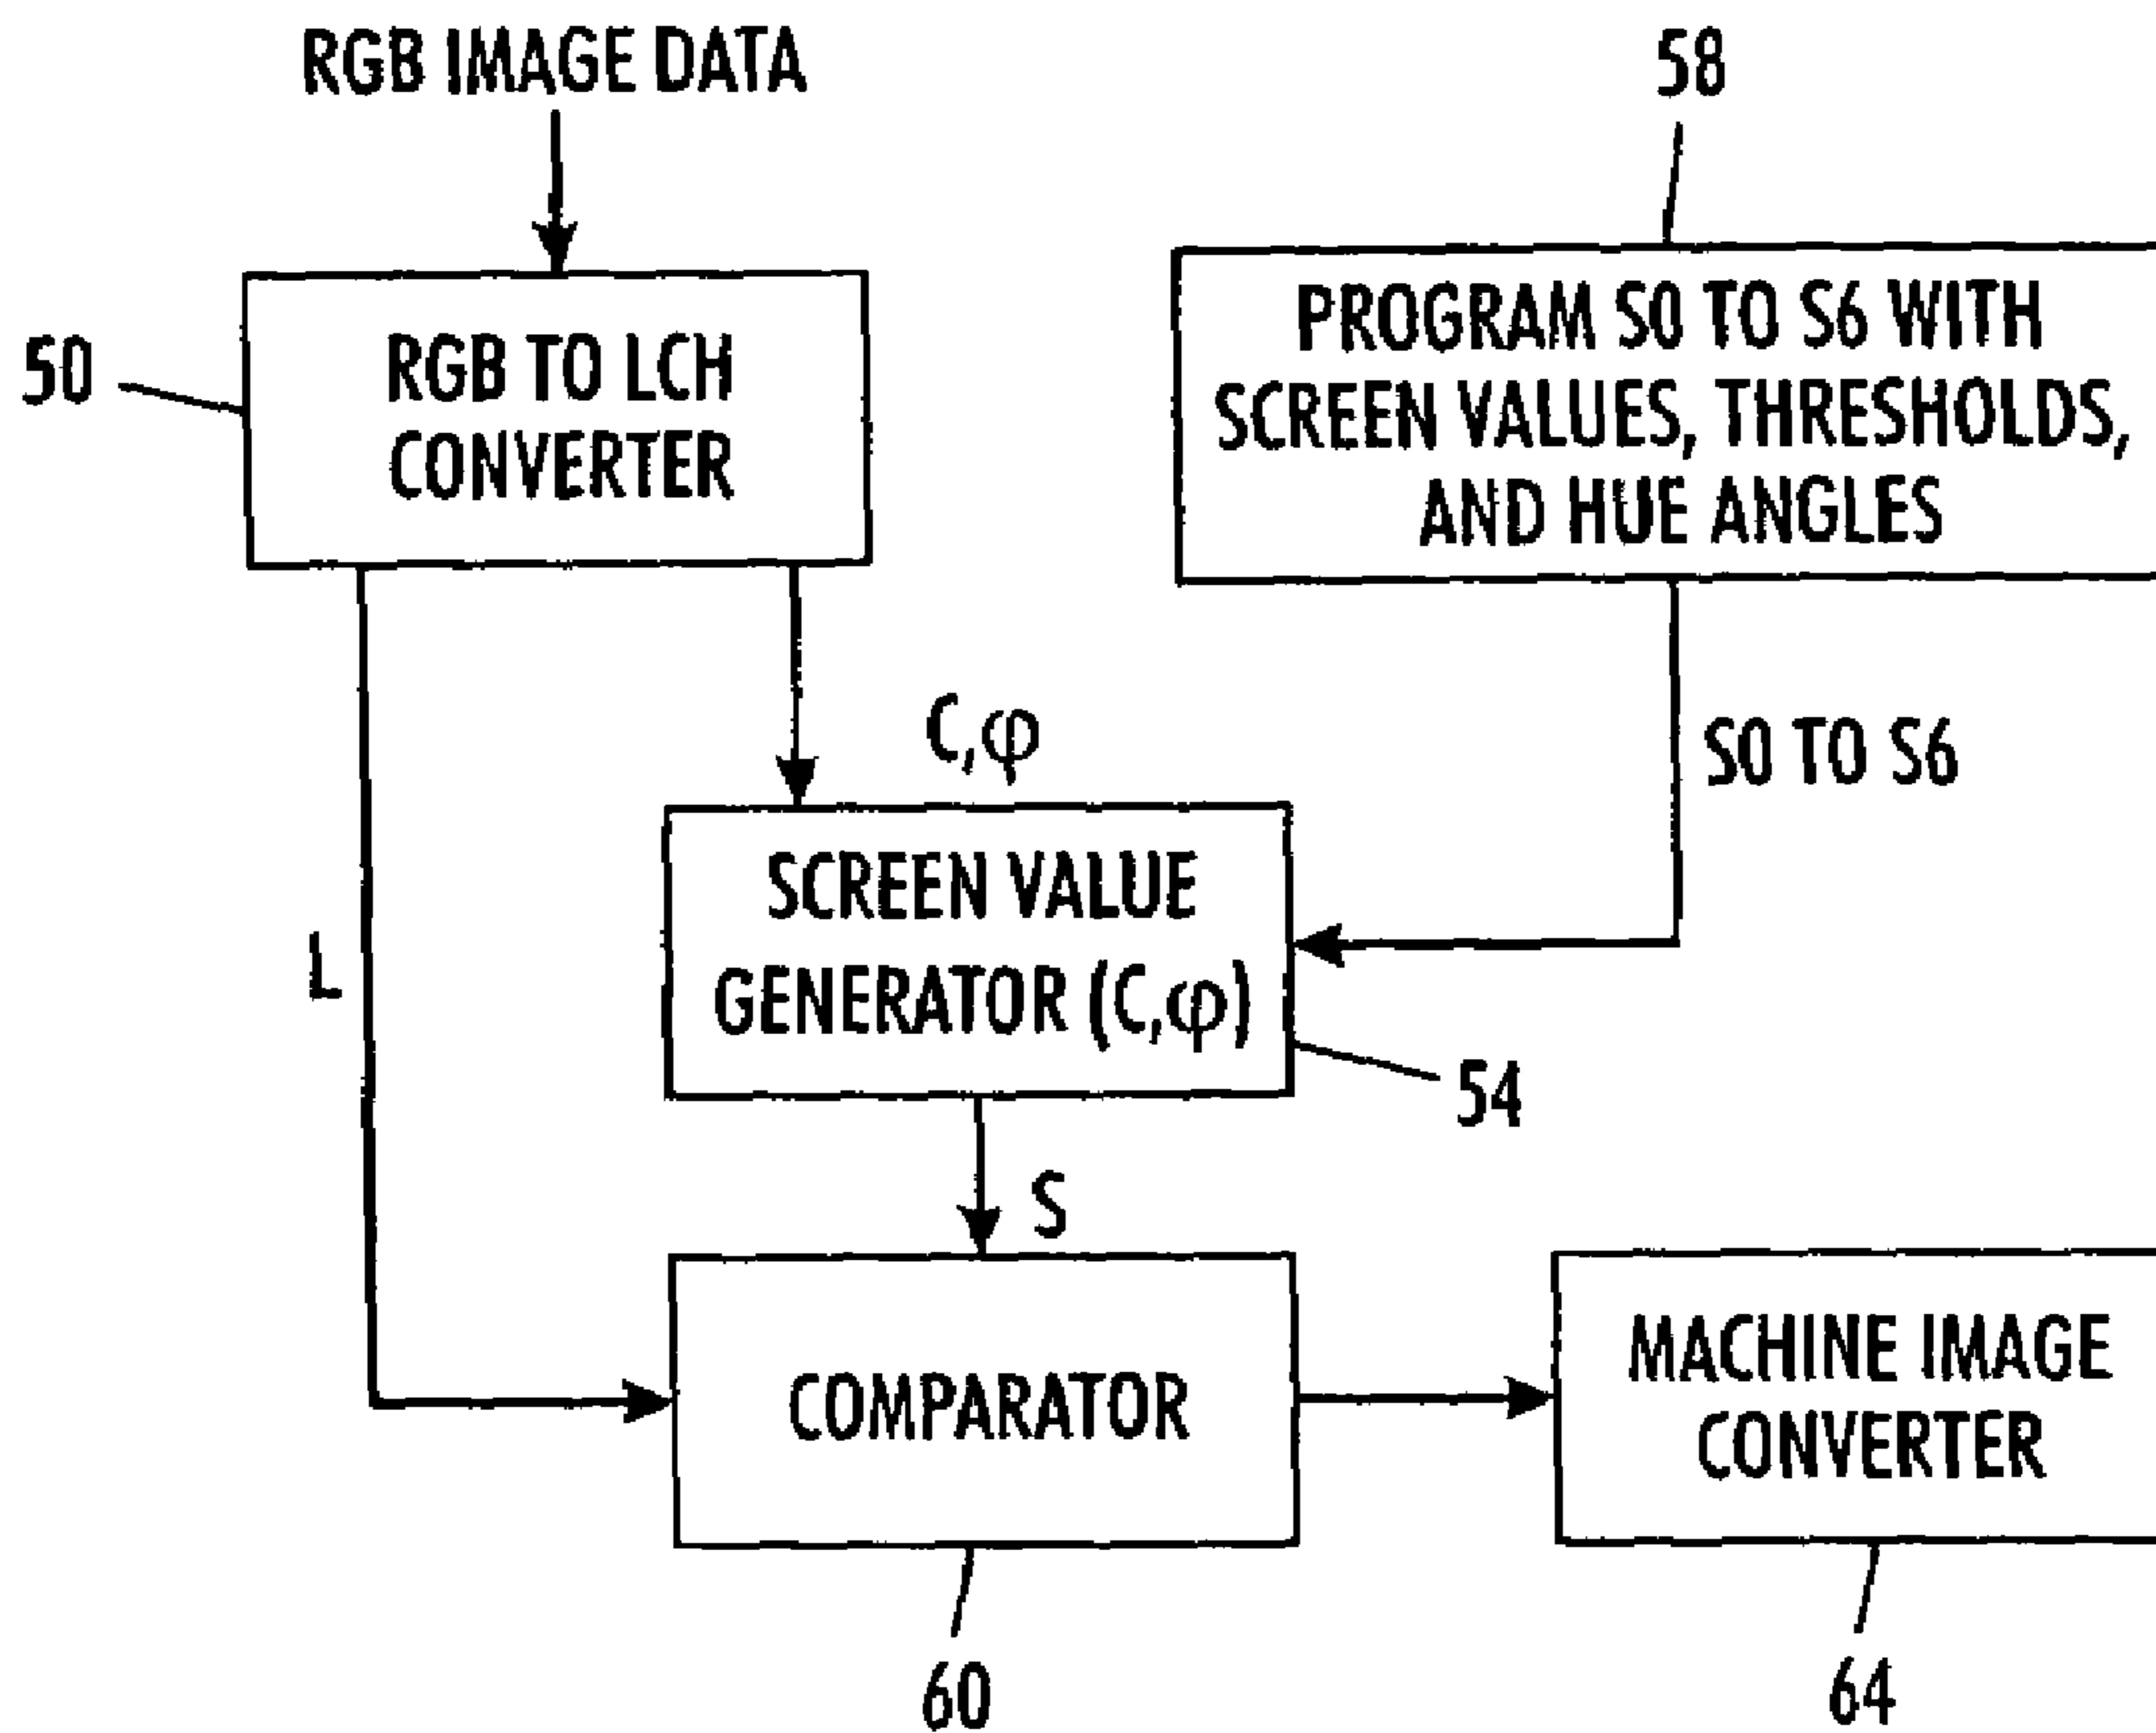 RGB IMAGE DATA
58
50
RGB TO LCH
CONVERTER
PROGRAM S0 TO S6 WITH
SCREEN VALUES, THRESHOLDS,
AND HUE ANGLES
C,φ
S0 TO S6
L
SCREEN VALUE
GENERATOR (C,φ)
54
S
COMPARATOR
MACHINE IMAGE
CONVERTER
60
64